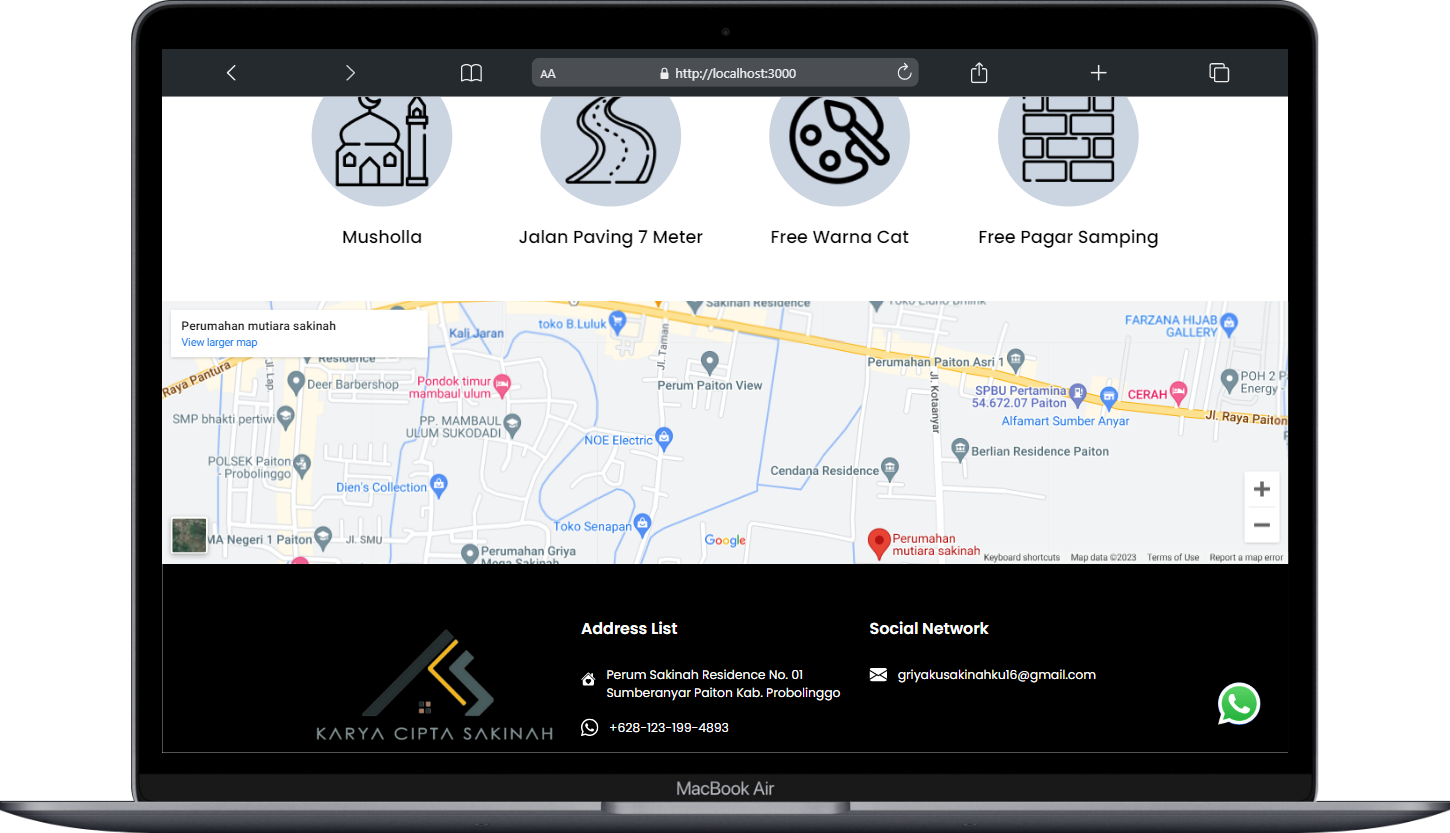 AA
http://localhost:3000
Musholla
Jalan Paving 7 Meter
Free Warna Cat
Free Pagar Samping
Perumahan mutiara sakinah
View larger map
Kali Jaran
toko B.Luluk
Sakinah Residence
FARZANA HIJAB
GALLERY
Residence
Jl. Taman
Raya Pantura
Jl. Lap
Deer Barbershop
Pondok timur
mambaul ulum
Perum Paiton View
Perumahan Paiton Asri 1
Jl. Kotaanyar
SPBU Pertamina
54.672.07 Paiton
CERAH
POH 2 P
Energy -
Alfamart Sumber Anyar
Jl. Raya Paiton
SMP bhakti pertiwi
PP. MAMBAUL
ULUM SUKODADI
NOE Electric
Berlian Residence Paiton
POLSEK Paiton
- Probolinggo
Cendana Residence
Dien's Collection
Toko Senapan
Google
MA Negeri 1 Paiton
Jl. SMU
Perumahan Griya
Mega Sakinah
Perumahan
mutiara sakinah
Keyboard shortcuts
Map data ©2023
Terms of Use
Report a map error
Address List
Social Network
Perum Sakinah Residence No. 01
Sumberanyar Paiton Kab. Probolinggo
griyakusakinahku16@gmail.com
+628-123-199-4893
KARYA CIPTA SAKINAH
MacBook Air